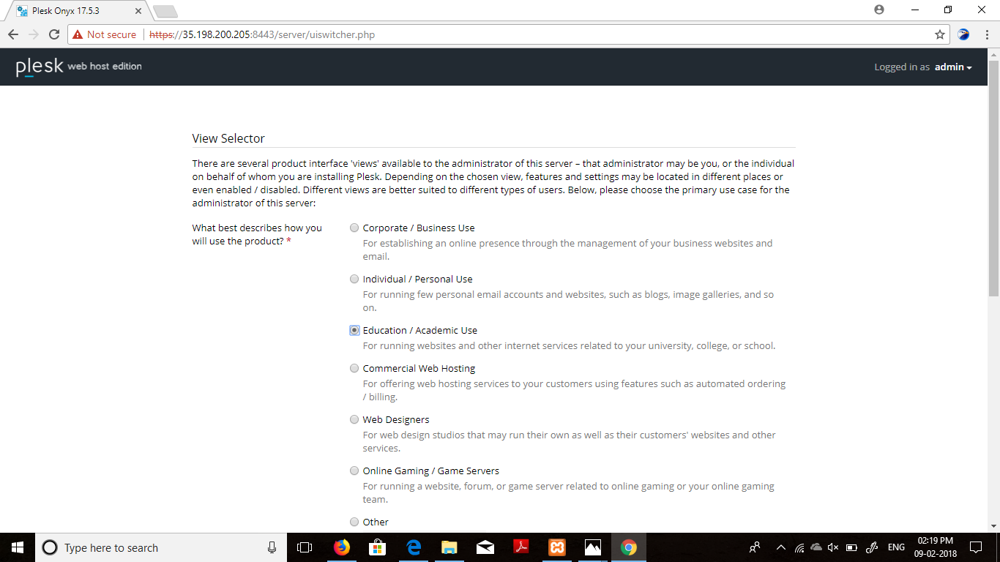 Plesk Onyx 17.5.3
Not secure
https://35.198.200.205:8443/server/uiswitcher.php
plesk web host edition
Logged in as admin
View Selector
There are several product interface 'views' available to the administrator of this server – that administrator may be you, or the individual
on behalf of whom you are installing Plesk. Depending on the chosen view, features and settings may be located in different places or
even enabled / disabled. Different views are better suited to different types of users. Below, please choose the primary use case for the
administrator of this server:
What best describes how you
will use the product? *
Corporate / Business Use
For establishing an online presence through the management of your business websites and
email.
Individual / Personal Use
For running few personal email accounts and websites, such as blogs, image galleries, and so
on.
Education / Academic Use
For running websites and other internet services related to your university, college, or school.
Commercial Web Hosting
For offering web hosting services to your customers using features such as automated ordering
/ billing.
Web Designers
For web design studios that may run their own as well as their customers' websites and other
services.
Online Gaming / Game Servers
For running a website, forum, or game server related to online gaming or your online gaming
team.
Other
Type here to search
ENG
02:19 PM
09-02-2018